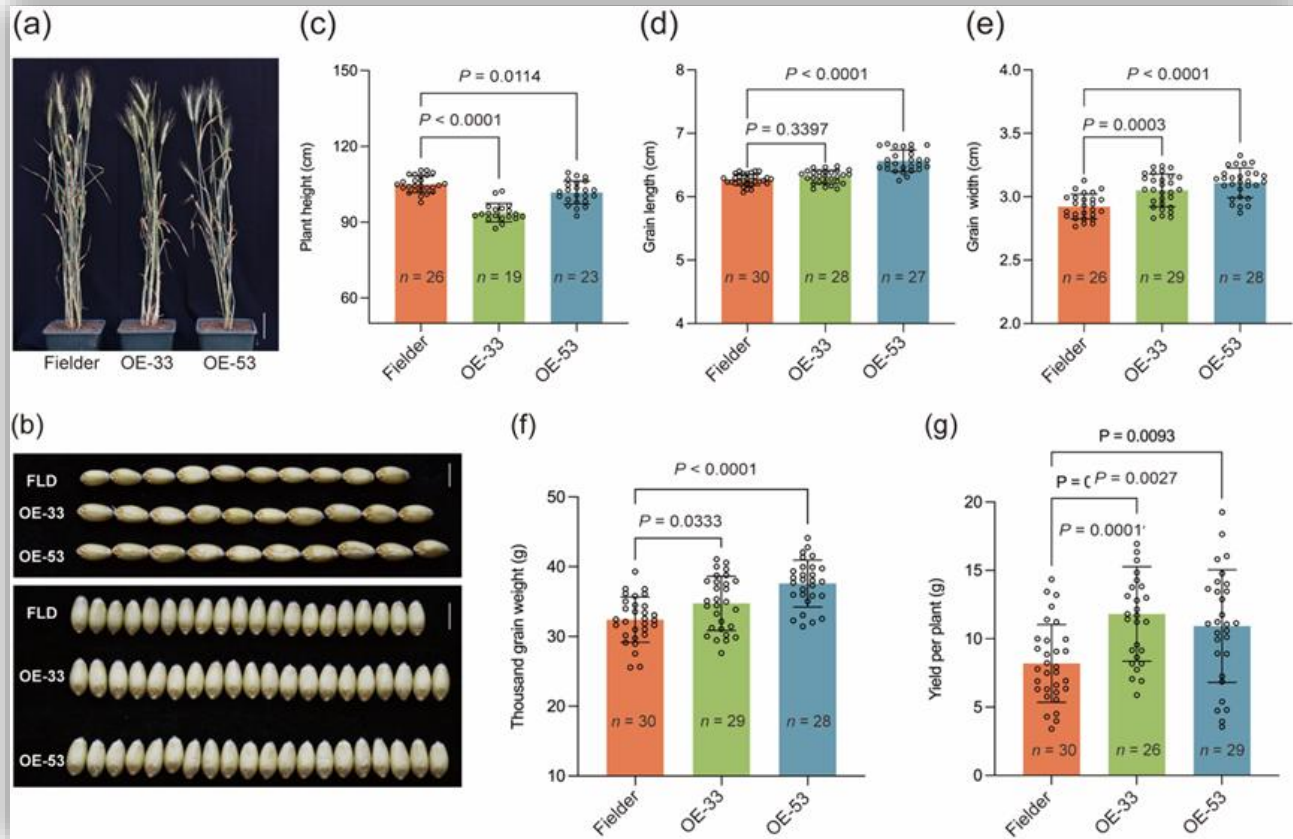 (a)
Fielder OE-33 OE-53
(b)
FLD
OE-33
OE-53
FLD
OE-33
OE-53
(c)
Plant height (cm)
150
120
90
60
P = 0.0114
P < 0.0001
n = 26
n = 19
n = 23
Fielder
OE-33
OE-53
(d)
Grain length (cm)
8
7
6
5
4
P < 0.0001
P = 0.3397
n = 30
n = 28
n = 27
Fielder
OE-33
OE-53
(e)
Grain width (cm)
4.0
3.5
3.0
2.5
2.0
P < 0.0001
P = 0.0003
n = 26
n = 29
n = 28
Fielder
OE-33
OE-53
(f)
Thousand grain weight (g)
50
40
30
20
10
P < 0.0001
P = 0.0333
n = 30
n = 29
n = 28
Fielder
OE-33
OE-53
(g)
Yield per plant (g)
20
15
10
5
0
P = 0.0093
P = 0.0027
P = 0.0001
n = 30
n = 26
n = 29
Fielder
OE-33
OE-53